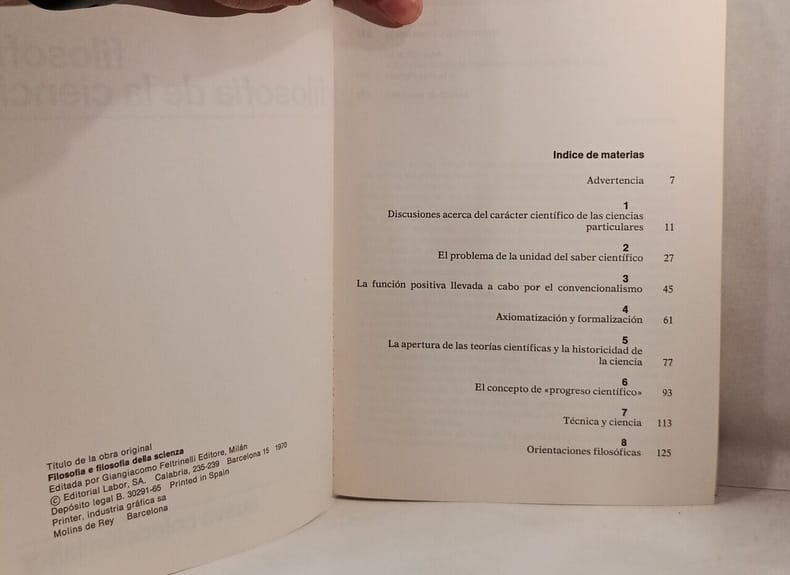 Título de la obra original
Filosofia e filosofia della scienza
Editada por Giangiacomo Feltrinelli Editore, Milán
© Editorial Labor, SA. Calabria, 235-239 Barcelona 15 1970
Depósito legal B. 30291-65 Printed in Spain
Printer, industria gráfica sa
Molins de Rey Barcelona
Indice de materias
Advertencia 7
1
Discusiones acerca del carácter científico de las ciencias
particulares 11
2
El problema de la unidad del saber científico 27
3
La función positiva llevada a cabo por el convencionalismo 45
4
Axiomatización y formalización 61
5
La apertura de las teorías científicas y la historicidad de
la ciencia 77
6
El concepto de «progreso científico» 93
7
Técnica y ciencia 113
8
Orientaciones filosóficas 125